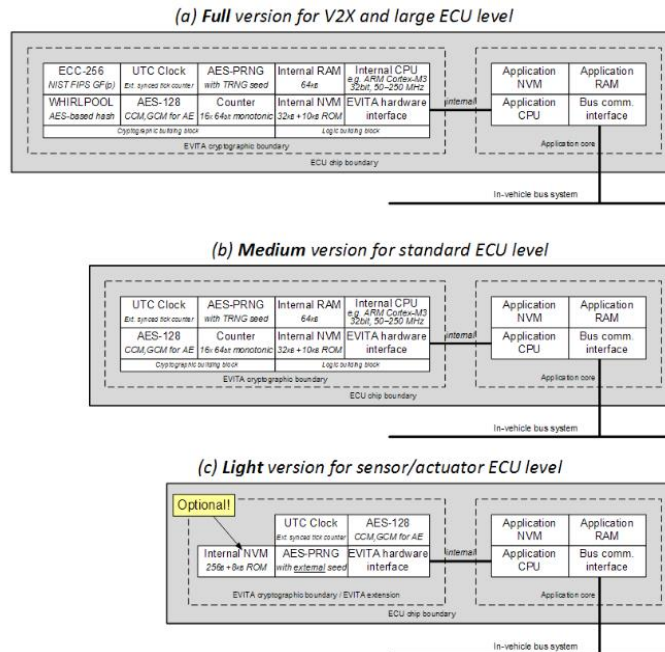 (a) Full version for V2X and large ECU level
ECC-256
NIST FIPS GF(p)
UTC Clock
Ext. synced tick counter
AES-PRNG
with TRNG seed
Internal RAM
64kB
Internal CPU
e.g. ARM Cortex-M3
32bit, 50–250 MHz
WHIRLPOOL
AES-based hash
AES-128
CCM,GCM for AE
Counter
16x 64bit monotonic
Internal NVM
32kB +10kB ROM
EVITA hardware
interface
Cryptographic building block
Logic building block
EVITA cryptographic boundary
ECU chip boundary
internal
Application
NVM
Application
RAM
Application
CPU
Bus comm.
interface
Application core
In-vehicle bus system
(b) Medium version for standard ECU level
UTC Clock
Ext. synced tick counter
AES-PRNG
with TRNG seed
Internal RAM
64kB
Internal CPU
e.g. ARM Cortex-M3
32bit, 50–250 MHz
AES-128
CCM,GCM for AE
Counter
16x 64bit monotonic
Internal NVM
32kB +10kB ROM
EVITA hardware
interface
Cryptographic building block
Logic building block
EVITA cryptographic boundary
ECU chip boundary
internal
Application
NVM
Application
RAM
Application
CPU
Bus comm.
interface
Application core
In-vehicle bus system
(c) Light version for sensor/actuator ECU level
Optional!
UTC Clock
Ext. synced tick counter
AES-128
CCM,GCM for AE
Internal NVM
256B +8kB ROM
AES-PRNG
with external seed
EVITA hardware
interface
EVITA cryptographic boundary / EVITA extension
ECU chip boundary
internal
Application
NVM
Application
RAM
Application
CPU
Bus comm.
interface
Application core
In-vehicle bus system